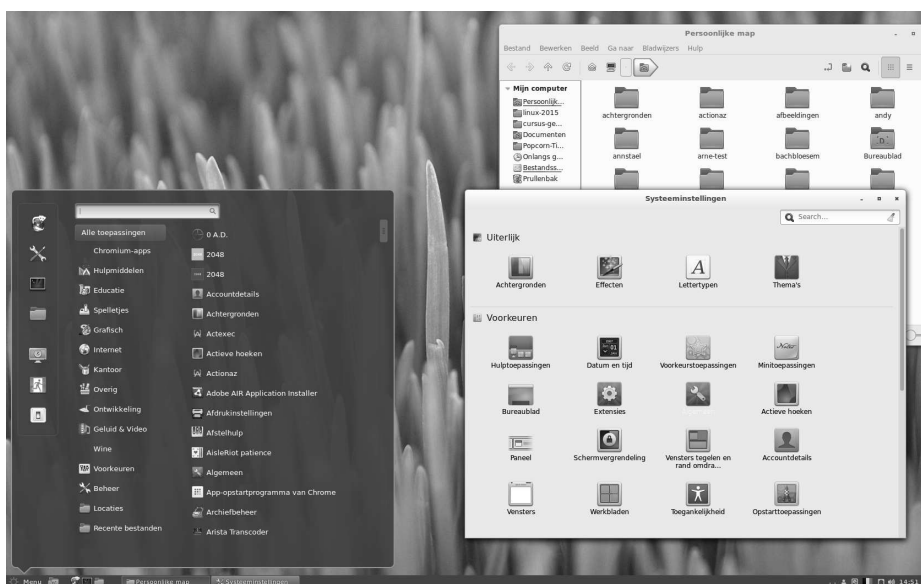 Persoonlijke map
Bestand Bewerken Beeld Ga naar Bladwijzers Hulp
Mijn computer
Persoonlijk...
linux-2015
cursus-ge...
Documenten
Popcorn-Ti...
Onlangs g...
Bestandss...
Prullenbak
achtergronden actionaz afbeeldingen andy
annstael arne-test bachbloesem Bureaublad
Alle toepassingen
Chromium-apps
Hulpmiddelen
Educatie
Spelletjes
Grafisch
Internet
Kantoor
Overig
Ontwikkeling
Geluid & Video
Wine
Voorkeuren
Beheer
Locaties
Recente bestanden
0 A.D.
2048
2048
Accountdetails
Achtergronden
Actexec
Actieve hoeken
Actionaz
Adobe AIR Application Installer
Afdrukinstellingen
Afstelhulp
AisleRiot patience
Algemeen
App-opstartprogramma van Chrome
Archiefbeheer
Arista Transcoder
Systeeminstellingen
Search...
Uiterlijk
Achtergronden Effecten Lettertypen Thema's
Voorkeuren
Hulptoepassingen Datum en tijd Voorkeurstoepassingen Minitoepassingen
Bureaublad Extensies Actieve hoeken
Paneel Schermvergrendeling Vensters tegelen en
rand omdra... Accountdetails
Vensters Werkbladen Toegankelijkheid Opstarttoepassingen
Menu Persoonlijke map Systeeminstellingen 14:51